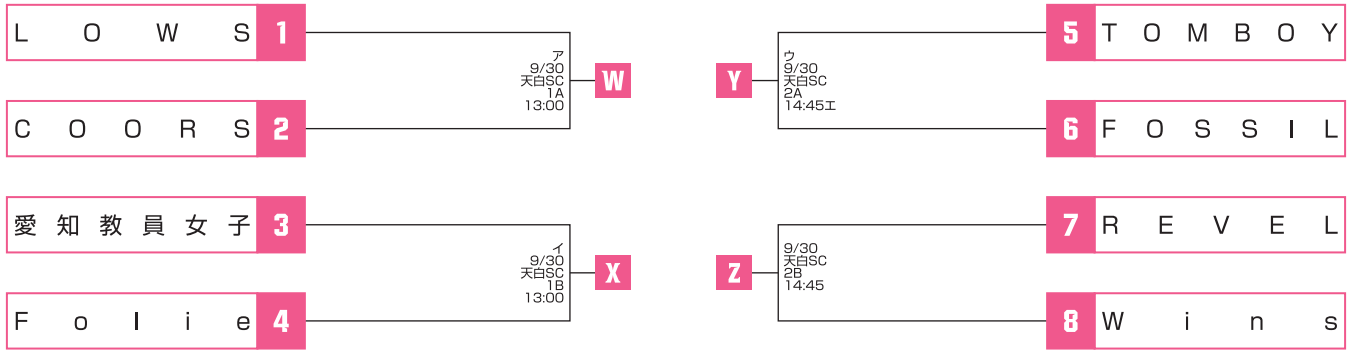 LOWS 1
COORS 2
ア
9/30
天白SC
1A
13:00
W
愛知教員女子 3
Folie 4
イ
9/30
天白SC
1B
13:00
X
5 TOMBOY
6 FOSSIL
Y
ウ
9/30
天白SC
2A
14:45エ
7 REVEL
8 Wins
Z
9/30
天白SC
2B
14:45